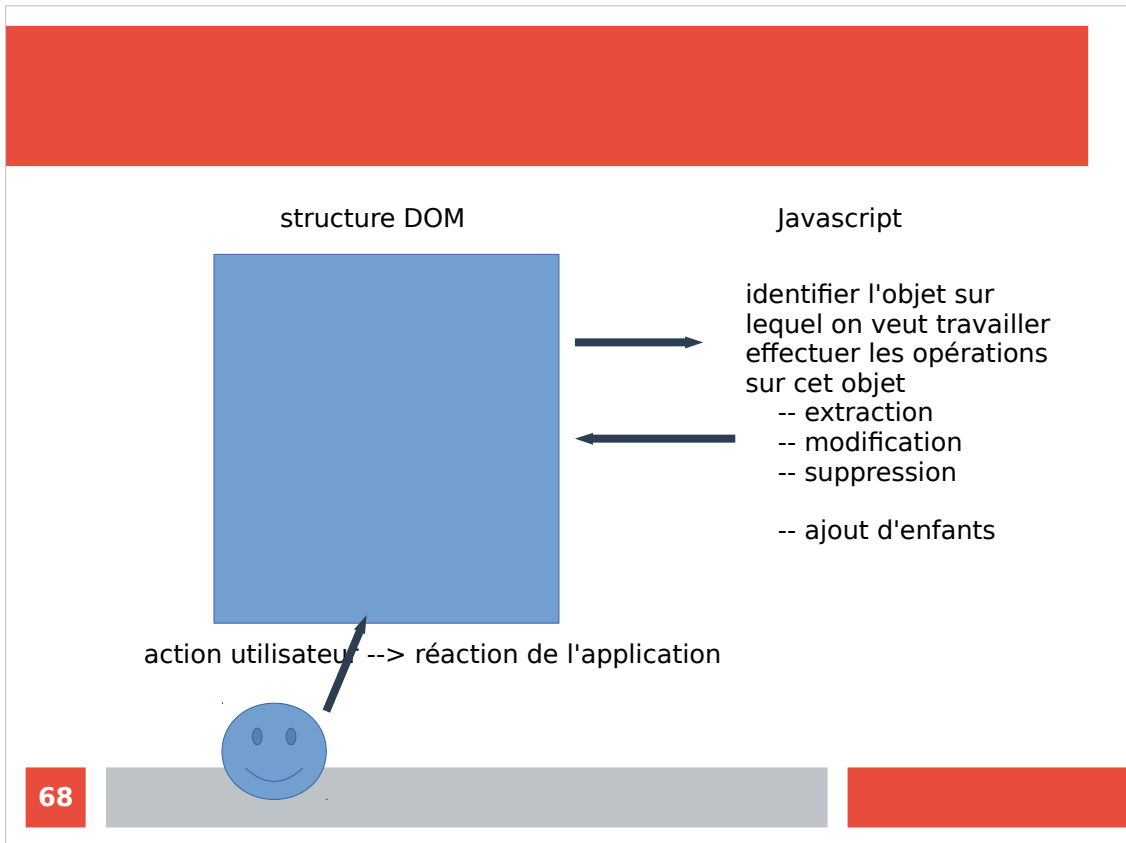 structure DOM
Javascript
identifier l'objet sur
lequel on veut travailler
effectuer les opérations
sur cet objet
-- extraction
-- modification
-- suppression
-- ajout d'enfants
action utilisateur --> réaction de l'application
68